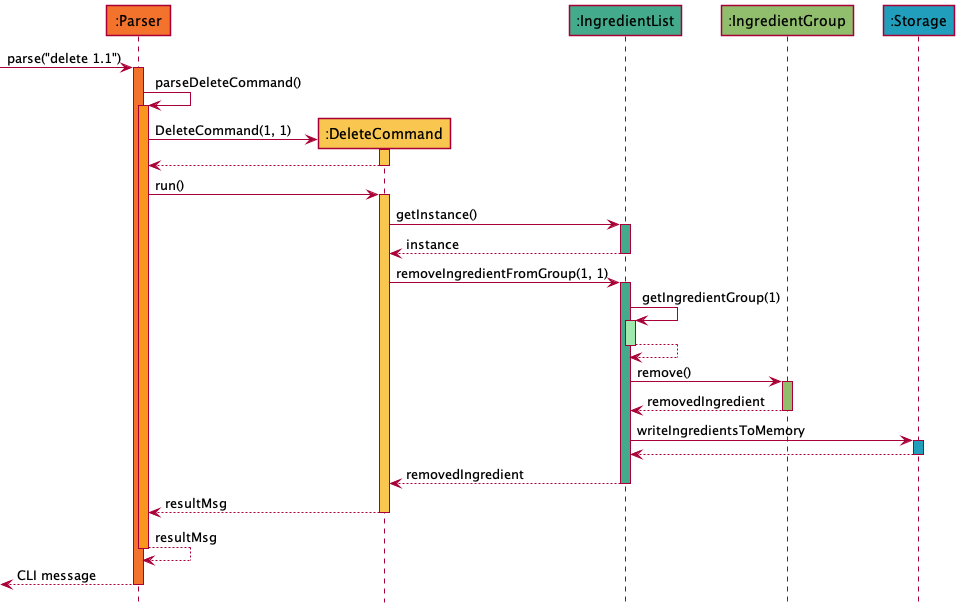 :Parser
:IngredientList
:IngredientGroup
:Storage
parse("delete 1.1")
parseDeleteCommand()
DeleteCommand(1, 1)
:DeleteCommand
run()
getInstance()
instance
removeIngredientFromGroup(1, 1)
getIngredientGroup(1)
remove()
removedIngredient
writeIngredientsToMemory
removedIngredient
resultMsg
resultMsg
CLI message